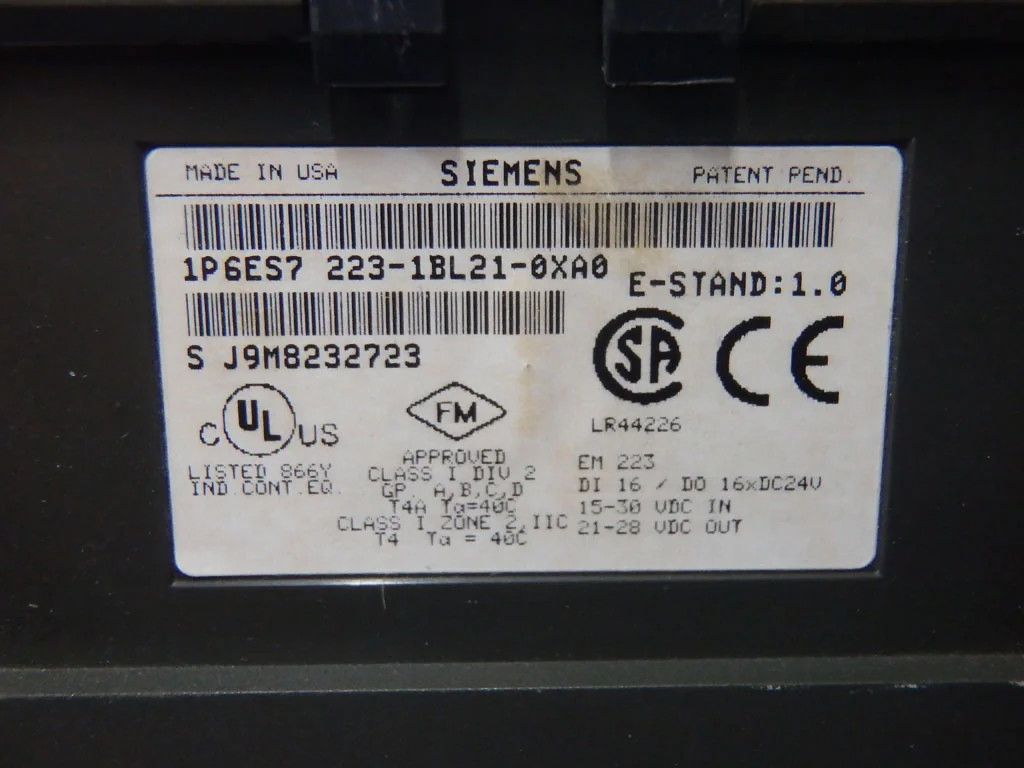 MADE IN USA SIEMENS PATENT PEND.
1P6ES7 223-1BL21-0XA0
E-STAND:1.0
S J9M8232723
SA CE
LR44226
C UL US
LISTED 866Y
IND.CONT.EQ.
FM
APPROVED
CLASS I DIV 2
GP. A,B,C,D
T4A Ta=40C
CLASS I ZONE 2,IIC
T4 Ta = 40C
EM 223
DI 16 / DO 16xDC24V
15-30 VDC IN
21-28 VDC OUT